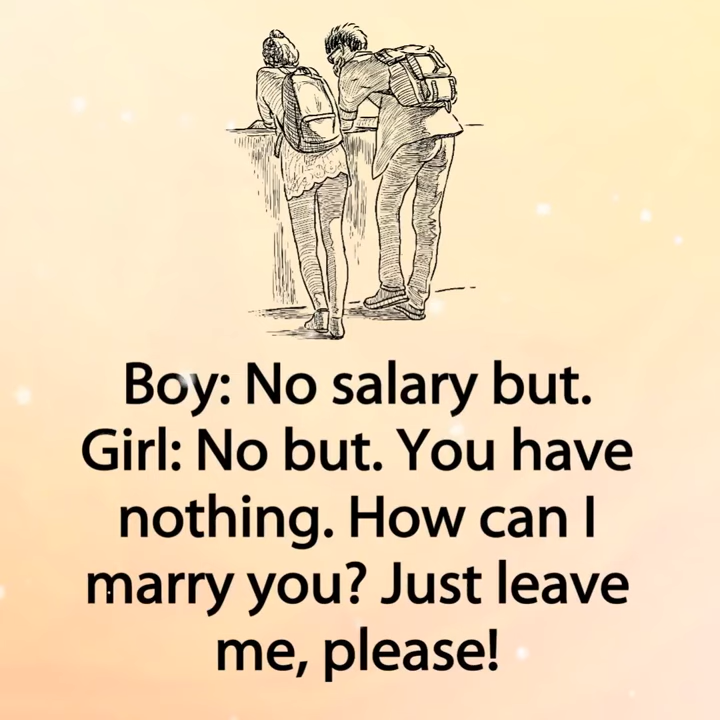 Boy: No salary but.
Girl: No but. You have
nothing. How can I
marry you? Just leave
me, please!